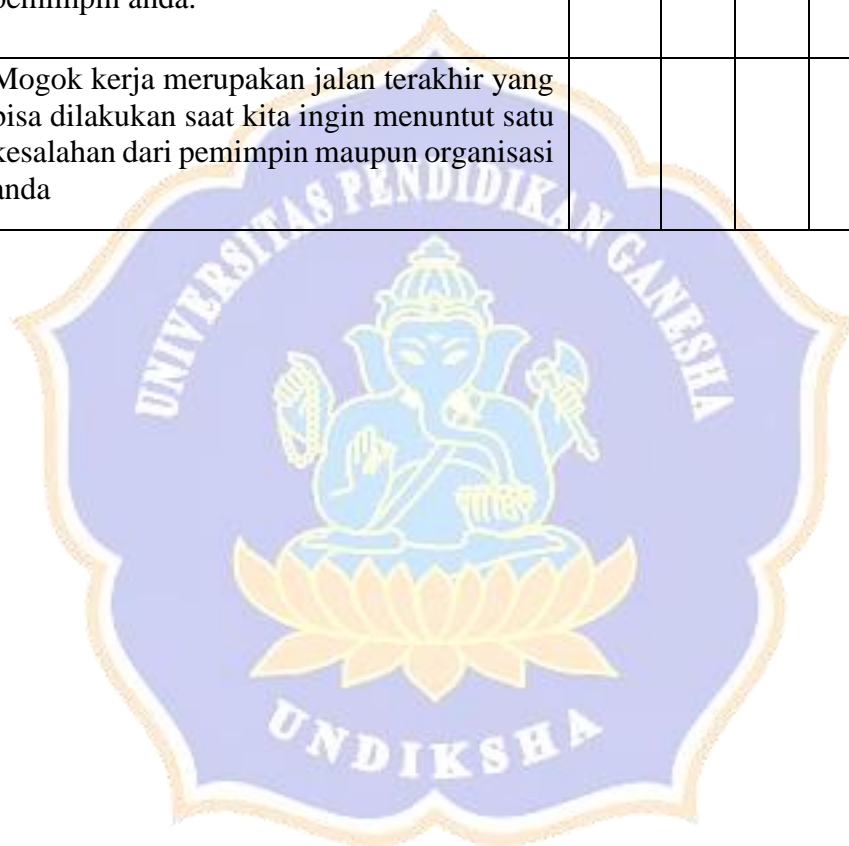 pemimpin anda.
Mogok kerja merupakan jalan terakhir yang
bisa dilakukan saat kita ingin menuntut satu
kesalahan dari pemimpin maupun organisasi
anda
UNIVERSITAS PENDIDIKAN GANESHA
UNDIKSHA